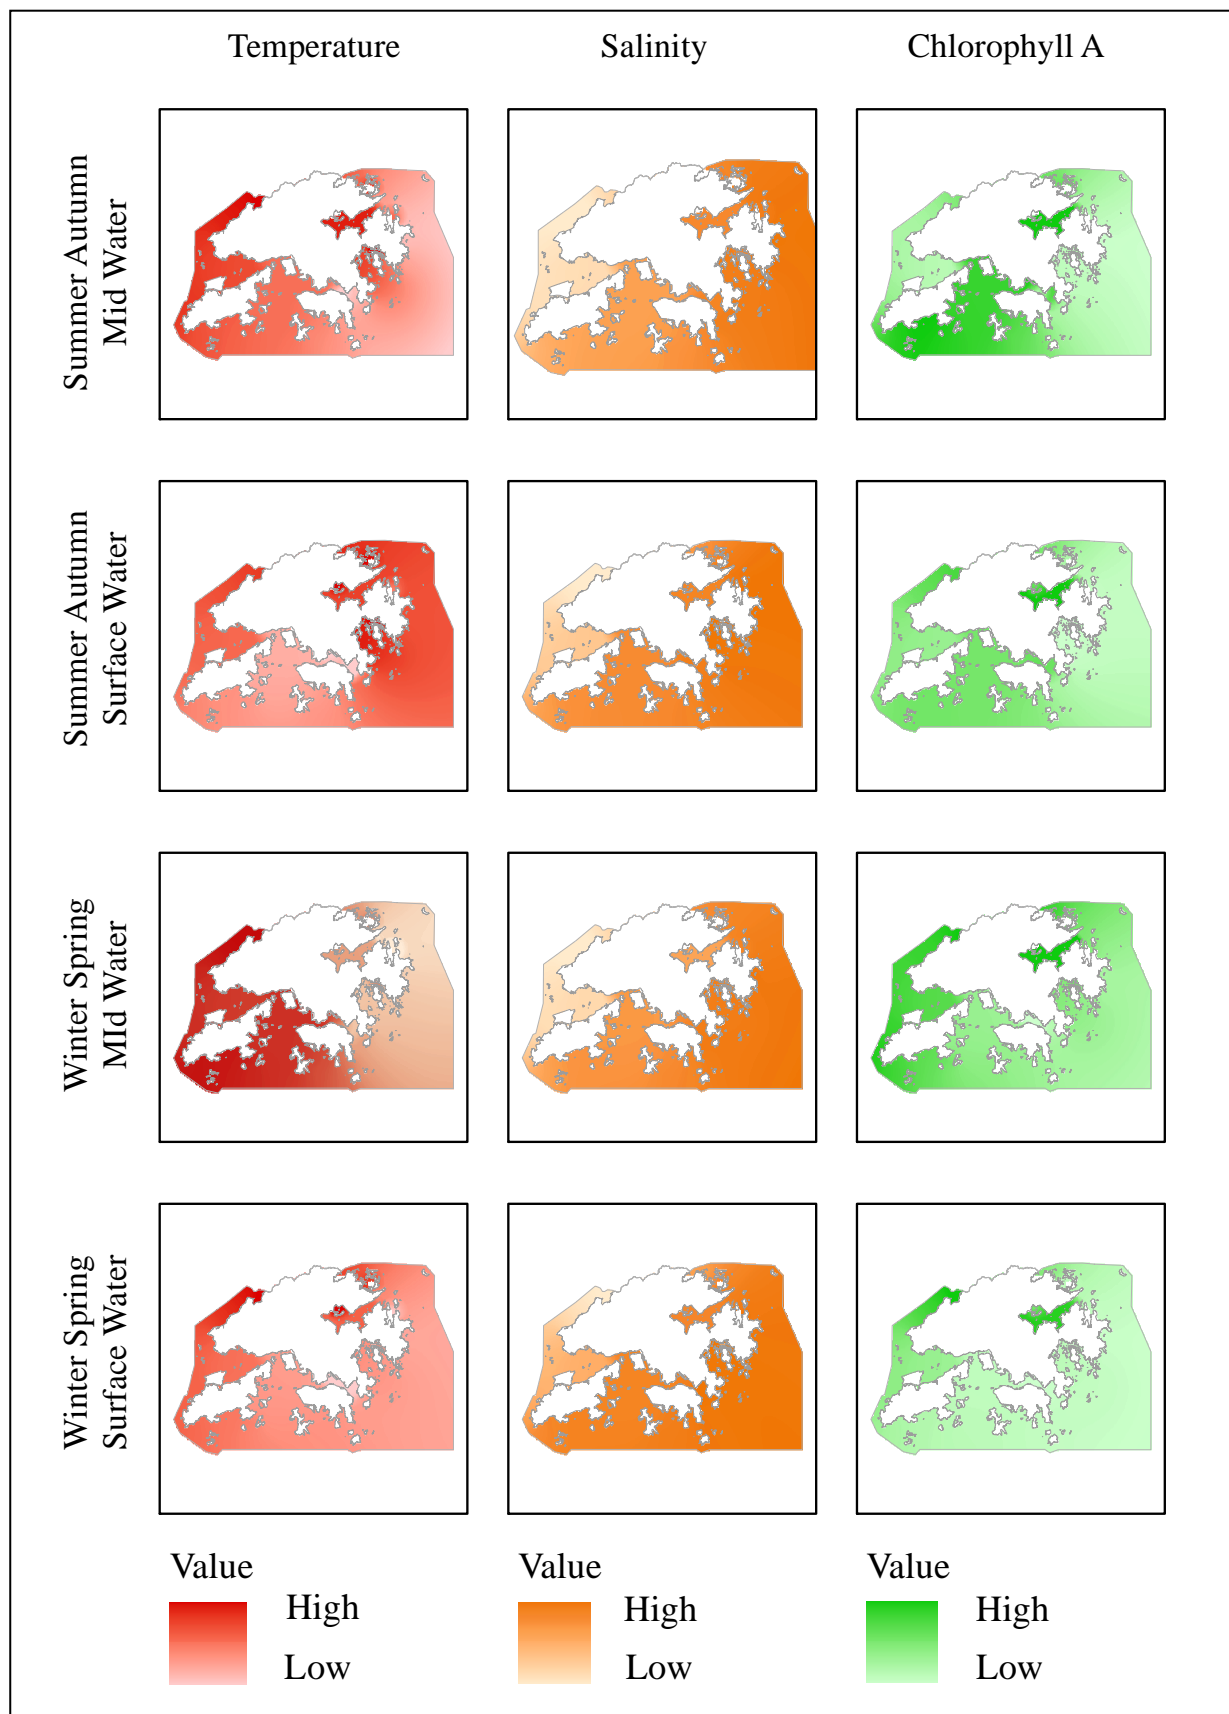 Temperature
Salinity
Chlorophyll A
Summer Autumn
Mid Water
Summer Autumn
Surface Water
Winter Spring
MId Water
Winter Spring
Surface Water
Value
High
Low
Value
High
Low
Value
High
Low